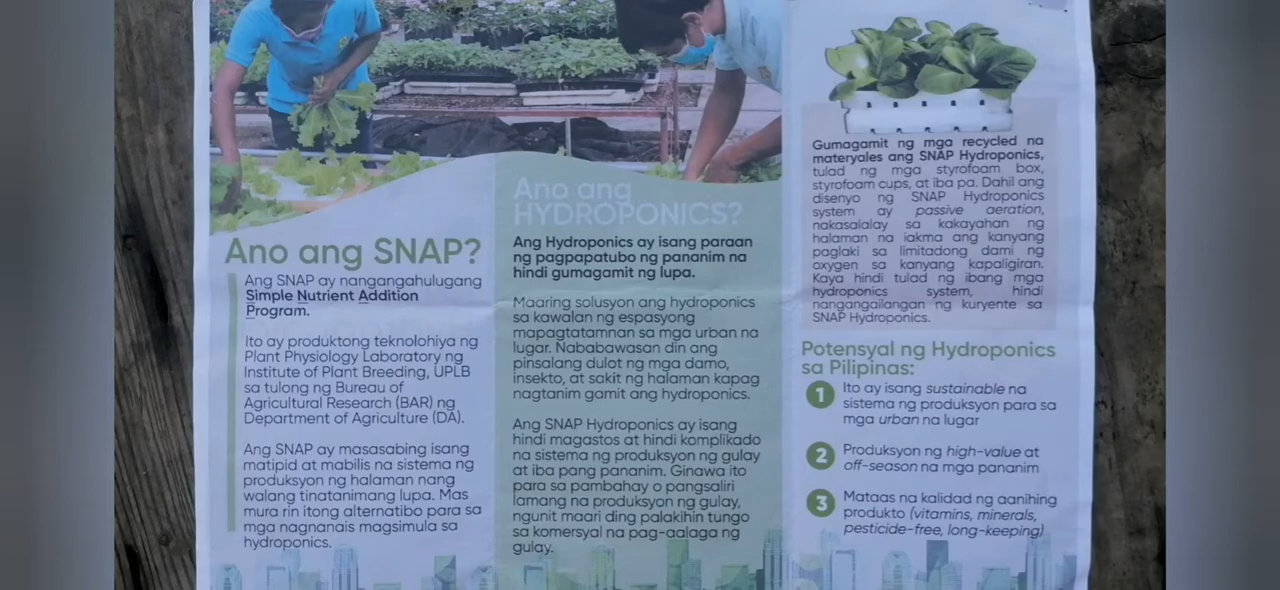 Ano ang SNAP?
Ang SNAP ay nangangahulugang
Simple Nutrient Addition
Program.
Ito ay produktong teknolohiya ng
Plant Physiology Laboratory ng
Institute of Plant Breeding, UPLB
sa tulong ng Bureau of
Agricultural Research (BAR) ng
Department of Agriculture (DA).
Ang SNAP ay masasabing isang
matipid at mabilis na sistema ng
produksyon ng halaman nang
walang tinatanimang lupa. Mas
mura rin itong alternatibo para sa
mga nagnanais magsimula sa
hydroponics.
Ano ang
HYDROPONICS?
Ang Hydroponics ay isang paraan
ng pagpapatubo ng pananim na
hindi gumagamit ng lupa.
Maaring solusyon ang hydroponics
sa kawalan ng espasyong
mapagtatamnan sa mga urban na
lugar. Nababawasan din ang
pinsalang dulot ng mga damo,
insekto, at sakit ng halaman kapag
nagtanim gamit ang hydroponics.
Ang SNAP Hydroponics ay isang
hindi magastos at hindi komplikado
na sistema ng produksyon ng gulay
at iba pang pananim. Ginawa ito
para sa pambahay o pangsaliri
lamang na produksyon ng gulay,
ngunit maari ding palakihin tungo
sa komersyal na pag-aalaga ng
gulay.
Gumagamit ng mga recycled na
materyales ang SNAP Hydroponics,
tulad ng mga styrofoam box,
styrofoam cups, at iba pa. Dahil ang
disenyo ng SNAP Hydroponics
system ay passive aeration,
nakasalalay sa kakayahan ng
halaman na iakma ang kanyang
paglaki sa limitadong dami ng
oxygen sa kanyang kapaligiran.
Kaya hindi tulad ng ibang mga
hydroponics system, hindi
nangangailangan ng kuryente sa
SNAP Hydroponics.
Potensyal ng Hydroponics
sa Pilipinas:
1 Ito ay isang sustainable na
sistema ng produksyon para sa
mga urban na lugar
2 Produksyon ng high-value at
off-season na mga pananim
3 Mataas na kalidad ng aanihing
produkto (vitamins, minerals,
pesticide-free, long-keeping)